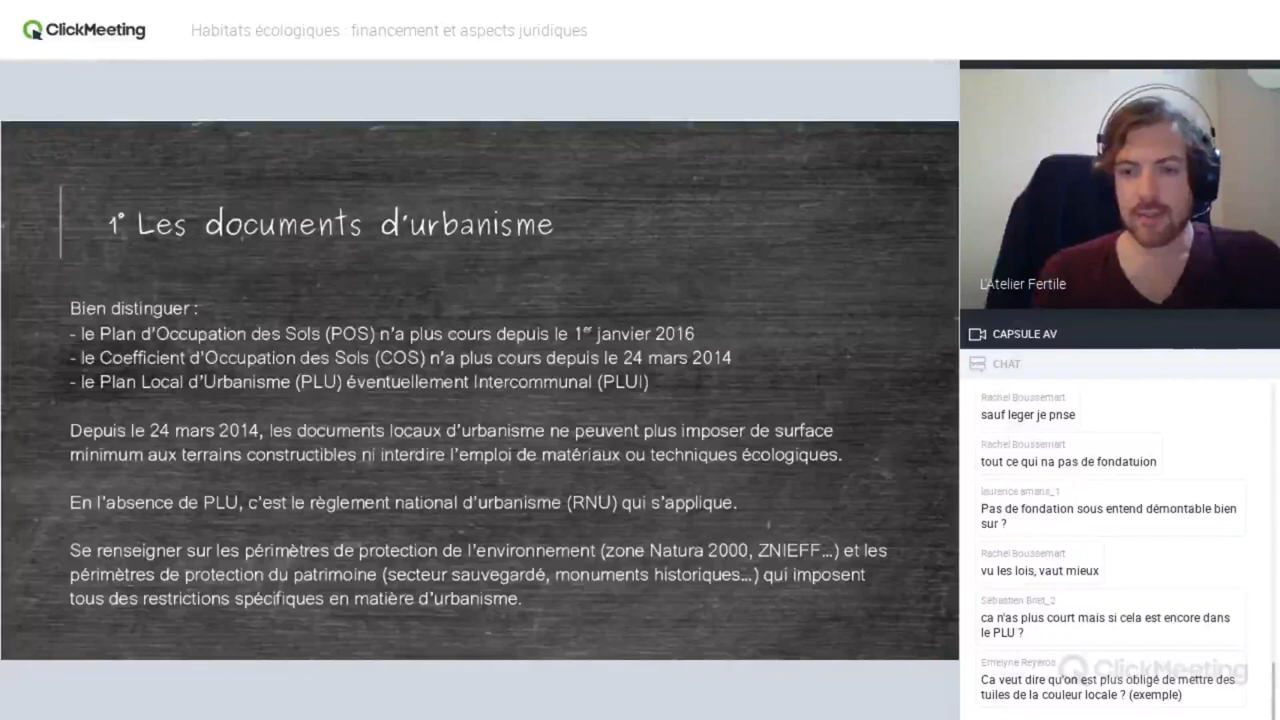 ClickMeeting
Habitats écologiques : financement et aspects juridiques
1° Les documents d'urbanisme
Bien distinguer :
- le Plan d'Occupation des Sols (POS) n'a plus cours depuis le 1er janvier 2016
- le Coefficient d'Occupation des Sols (COS) n'a plus cours depuis le 24 mars 2014
- le Plan Local d'Urbanisme (PLU) éventuellement Intercommunal (PLUI)
Depuis le 24 mars 2014, les documents locaux d'urbanisme ne peuvent plus imposer de surface
minimum aux terrains constructibles ni interdire l'emploi de matériaux ou techniques écologiques.
En l'absence de PLU, c'est le règlement national d'urbanisme (RNU) qui s'applique.
Se renseigner sur les périmètres de protection de l'environnement (zone Natura 2000, ZNIEFF...) et les
périmètres de protection du patrimoine (secteur sauvegardé, monuments historiques...) qui imposent
tous des restrictions spécifiques en matière d'urbanisme.
L'Atelier Fertile
CAPSULE AV
CHAT
Rachel Boussemart
sauf leger je pnse
Rachel Boussemart
tout ce qui na pas de fondatuion
laurence amans_1
Pas de fondation sous entend démontable bien
sur ?
Rachel Boussemart
vu les lois, vaut mieux
Sébastien Briet_2
ca n'as plus court mais si cela est encore dans
le PLU ?
Emelyne Reyeros
ClickMeeting
Ca veut dire qu'on est plus obligé de mettre des
tuiles de la couleur locale ? (exemple)